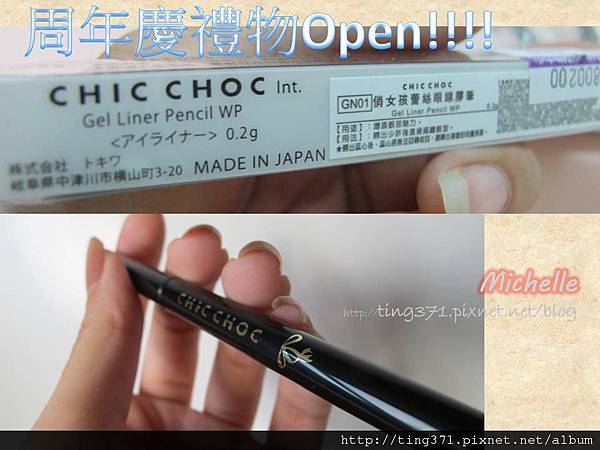 周年慶禮物Open!!!!
CHIC CHOC Int.
Gel Liner Pencil WP
<アイライナー> 0.2g
株式会社 トキワ
岐阜県中津川市横山町3-20
MADE IN JAPAN
CHIC CHOC
GN01 俏女孩蕾絲眼線膠筆
Gel Liner Pencil WP 0.2g
CHIC CHOC
Michelle
http://ting371.pixnet.net/blog
http://ting371.pixnet.net/album